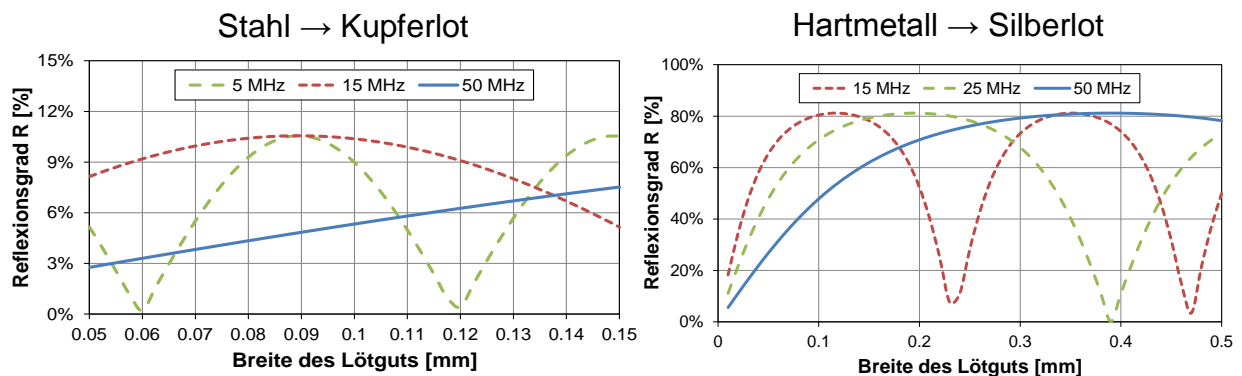 Stahl → Kupferlot
15%
12%
9%
6%
3%
0%
Reflexionsgrad R [%]
5 MHz 15 MHz 50 MHz
0.05 0.06 0.07 0.08 0.09 0.1 0.11 0.12 0.13 0.14 0.15
Breite des Lötguts [mm]
Hartmetall → Silberlot
100%
80%
60%
40%
20%
0%
Reflexionsgrad R [%]
15 MHz 25 MHz 50 MHz
0 0.1 0.2 0.3 0.4 0.5
Breite des Lötguts [mm]